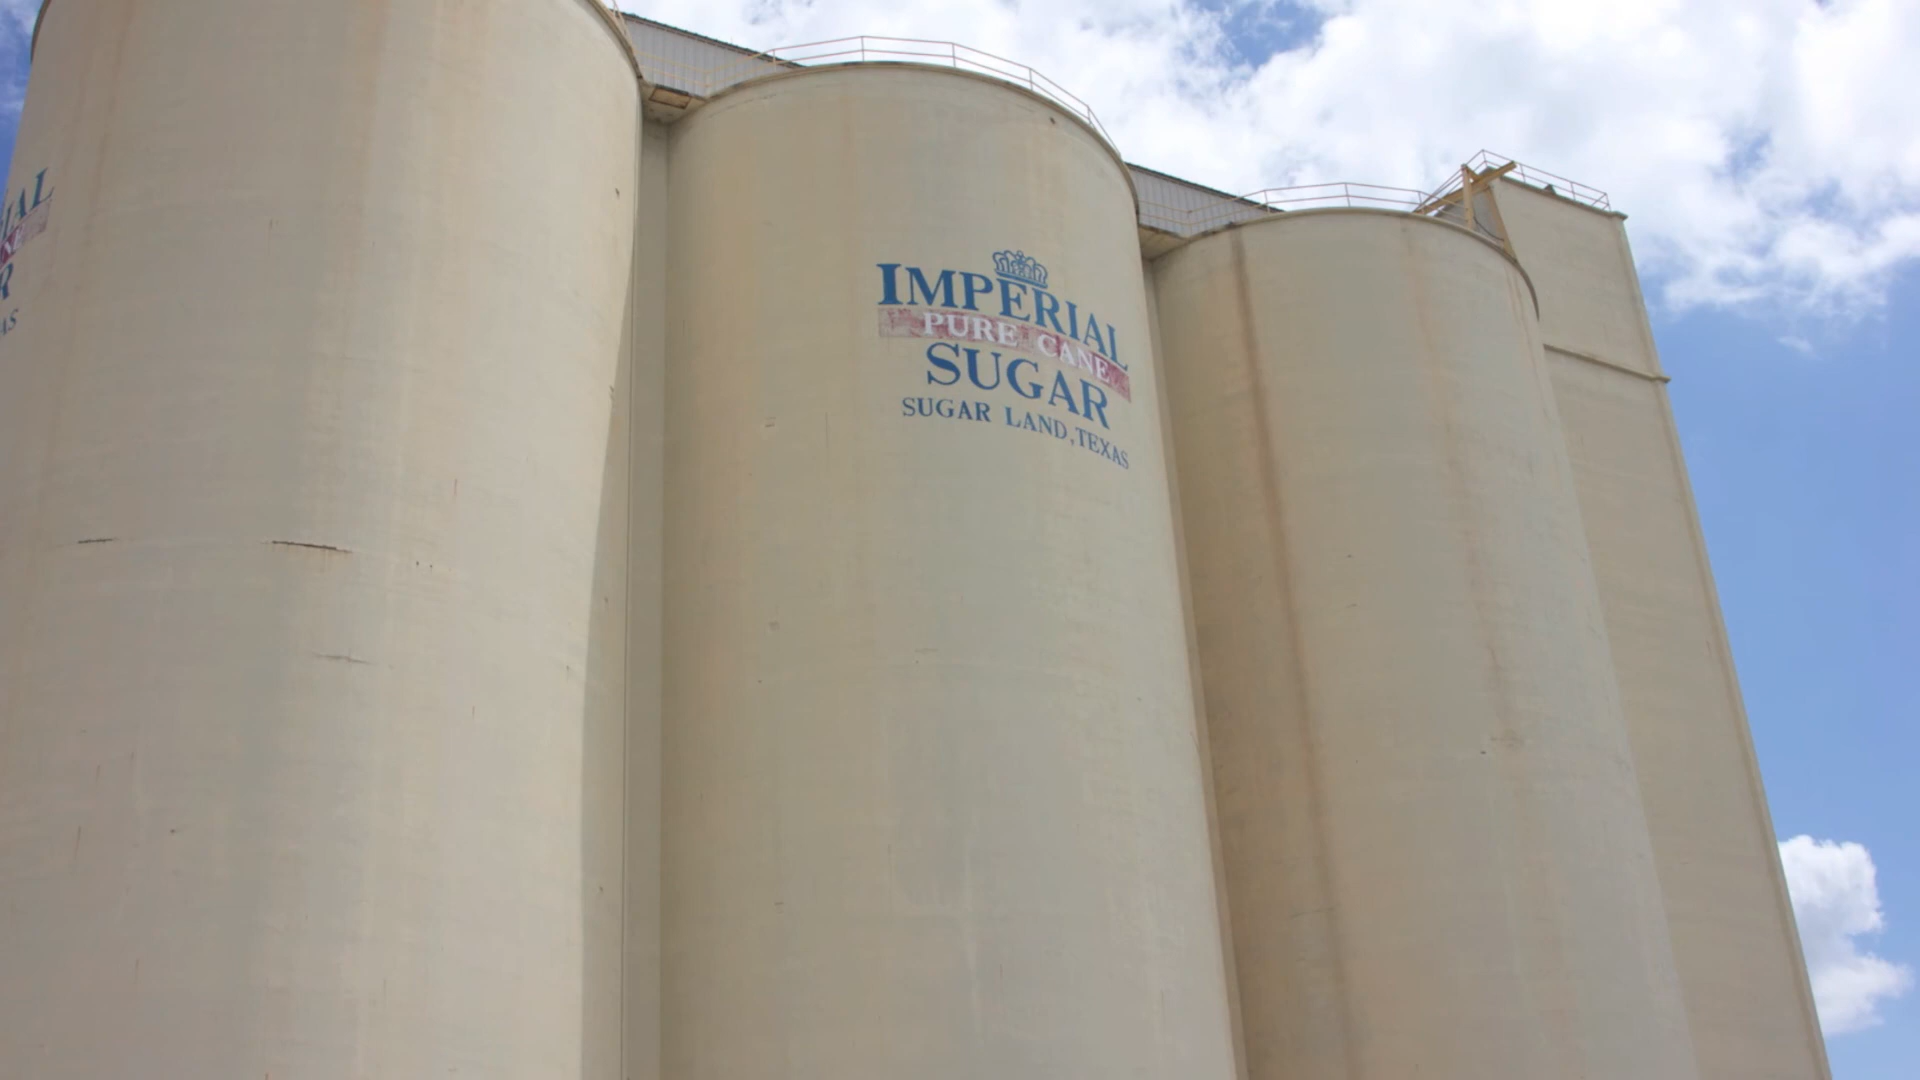 IMPERIAL
PURE CANE
SUGAR
SUGAR LAND, TEXAS